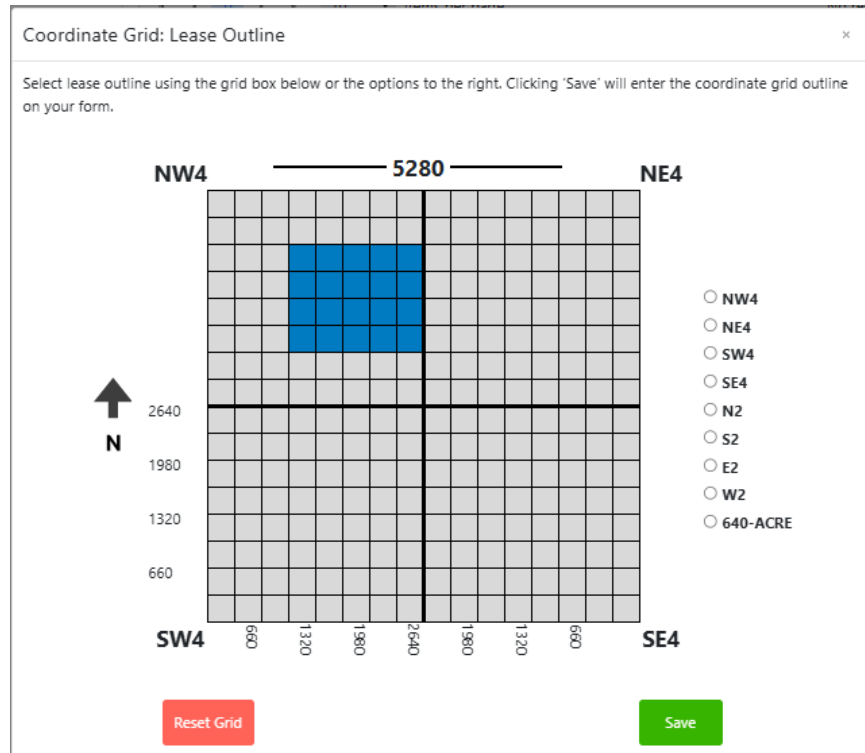 Coordinate Grid: Lease Outline ×
Select lease outline using the grid box below or the options to the right. Clicking 'Save' will enter the coordinate grid outline
on your form.
5280
NW4 NE4
NW4
NE4
SW4
SE4
N2
S2
E2
W2
640-ACRE
2640
N
1980
1320
660
SW4 SE4
660 1320 1980 2640 1980 1320 660
Reset Grid Save